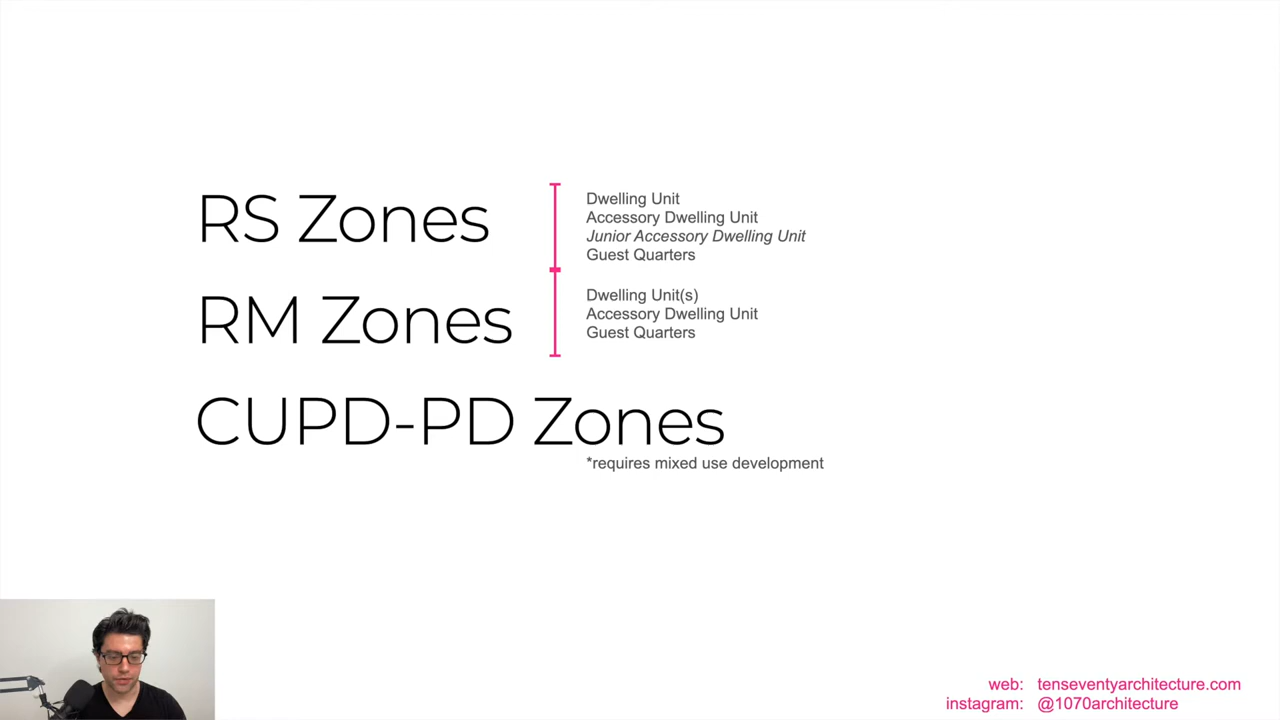 RS Zones
Dwelling Unit
Accessory Dwelling Unit
Junior Accessory Dwelling Unit
Guest Quarters
RM Zones
Dwelling Unit(s)
Accessory Dwelling Unit
Guest Quarters
CUPD-PD Zones
*requires mixed use development
web: tenseventyarchitecture.com
instagram: @1070architecture